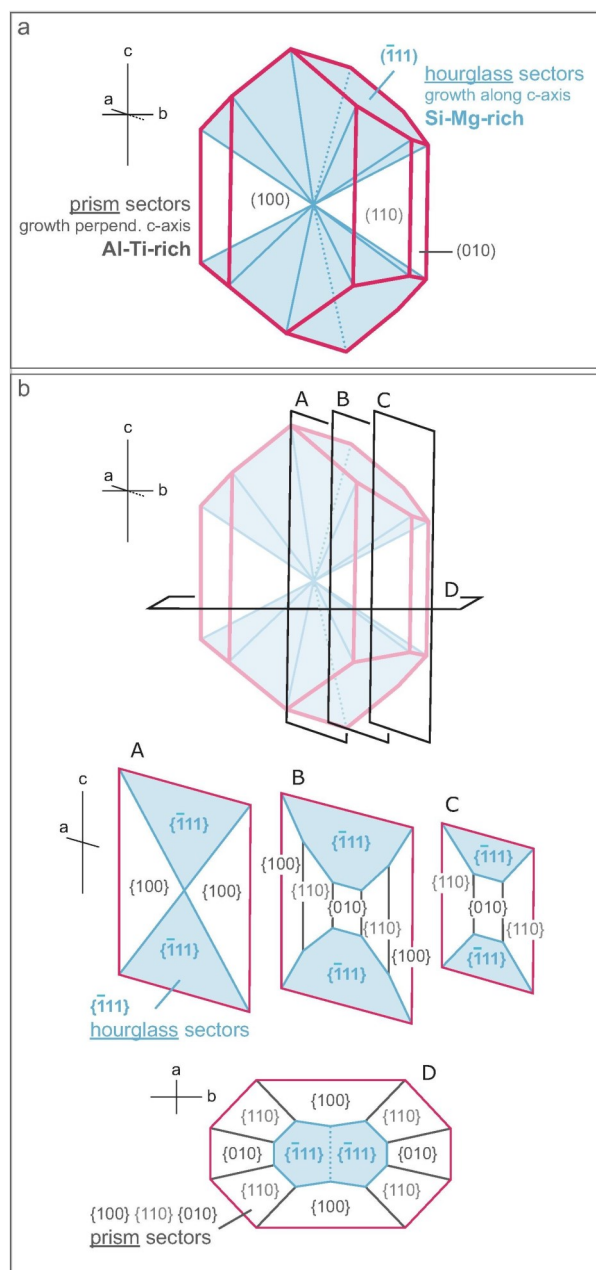 a
c
a
b
(1̄11)
hourglass sectors
growth along c-axis
Si-Mg-rich
prism sectors
growth perpend. c-axis
Al-Ti-rich
(100)
(110)
(010)
b
A
B
C
c
a
b
D
A
B
C
c
a
{1̄11}
{100}
{100}
{1̄11}
{1̄11}
hourglass sectors
{1̄11}
{100}
{110}
{010}
{110}
{100}
{1̄11}
{1̄11}
{110}
{010}
{110}
{1̄11}
a
b
D
{100}
{110}
{110}
{010}
{1̄11}
{1̄11}
{010}
{110}
{110}
{100}
{100} {110} {010}
prism sectors